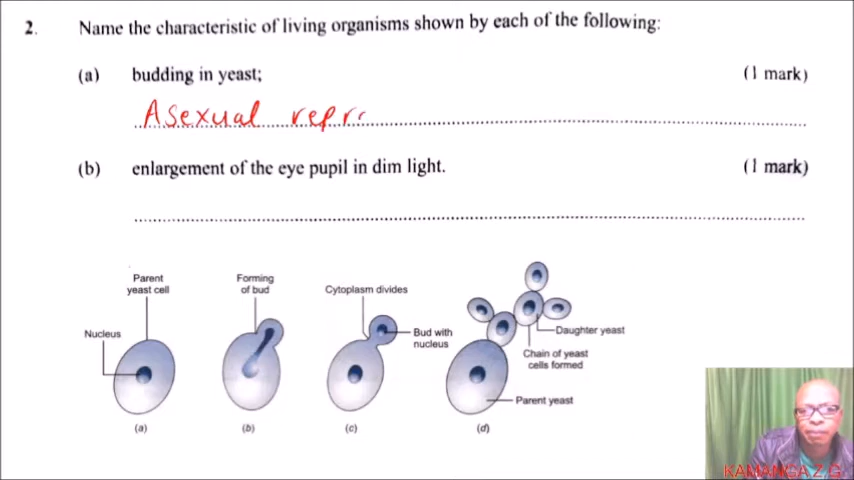 2. Name the characteristic of living organisms shown by each of the following:
(a) budding in yeast; (1 mark)
Asexual repro
(b) enlargement of the eye pupil in dim light. (1 mark)
Parent yeast cell
Forming of bud
Cytoplasm divides
Nucleus
Bud with nucleus
Daughter yeast
Chain of yeast cells formed
Parent yeast
(a) (b) (c) (d)
KAMANGA Z.G.